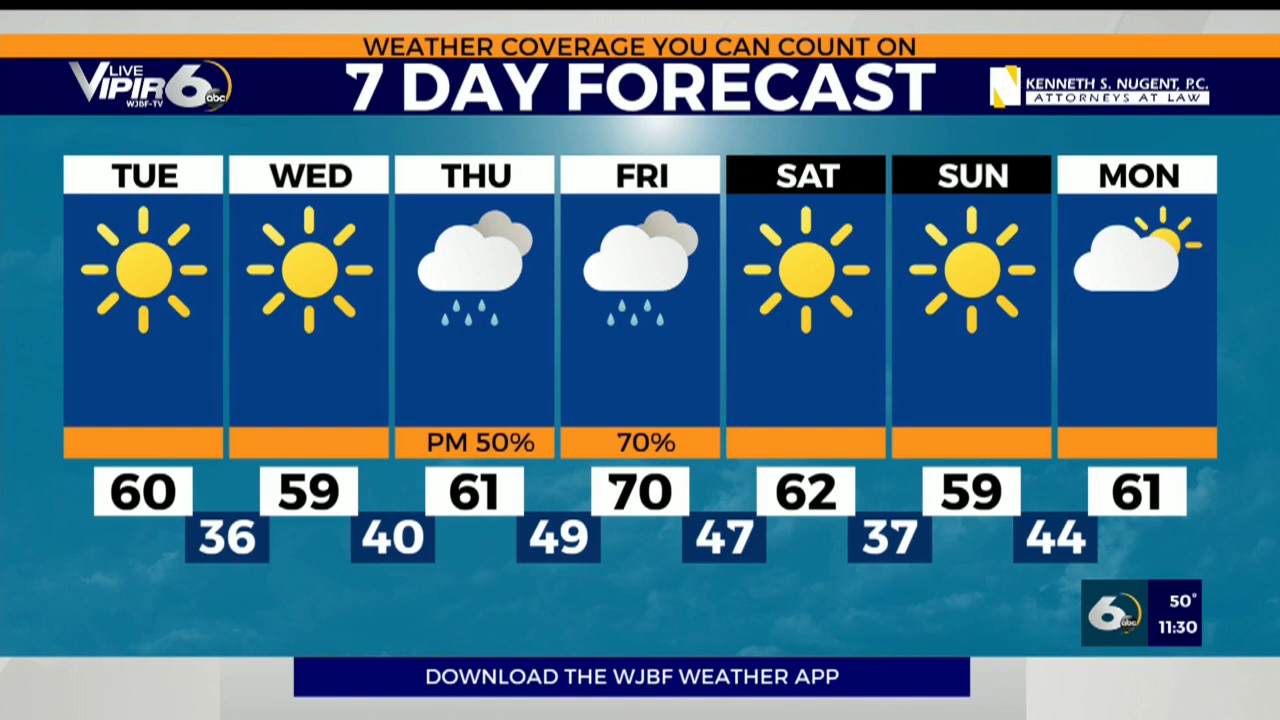 WEATHER COVERAGE YOU CAN COUNT ON
LIVE
VIPIR 6 abc
WJBF-TV
7 DAY FORECAST
KENNETH S. NUGENT, P.C.
ATTORNEYS AT LAW
TUE WED THU FRI SAT SUN MON
PM 50% 70%
60 59 61 70 62 59 61
36 40 49 47 37 44
6 abc
50°
11:30
DOWNLOAD THE WJBF WEATHER APP